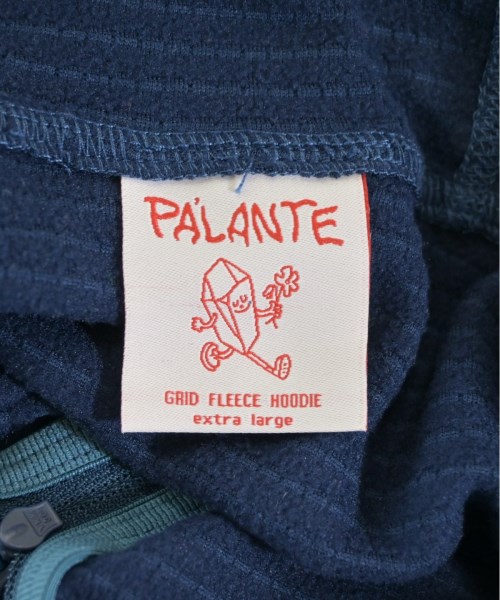 PA'LANTE
GRID FLEECE HOODIE
extra large